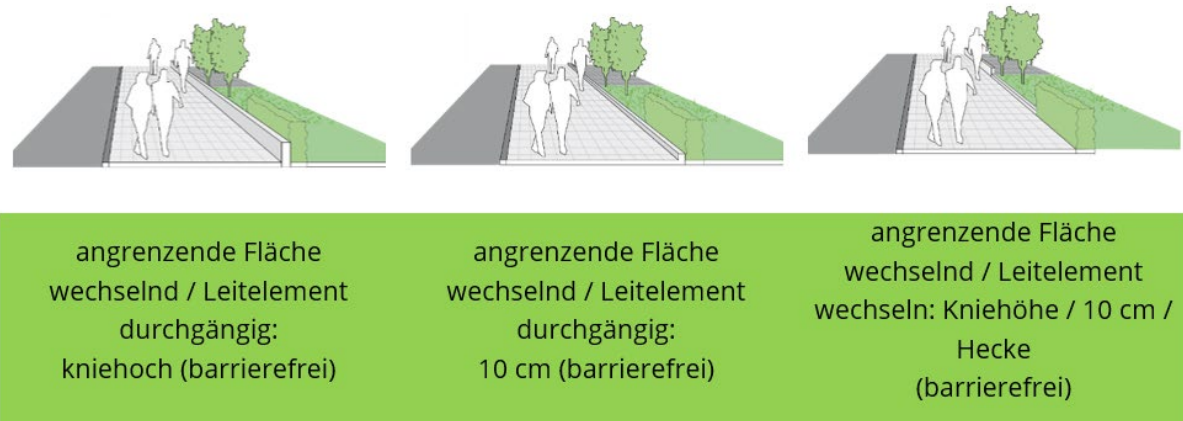 angrenzende Fläche
wechselnd / Leitelement
durchgängig:
kniehoch (barrierefrei)
angrenzende Fläche
wechselnd / Leitelement
durchgängig:
10 cm (barrierefrei)
angrenzende Fläche
wechselnd / Leitelement
wechseln: Kniehöhe / 10 cm /
Hecke
(barrierefrei)